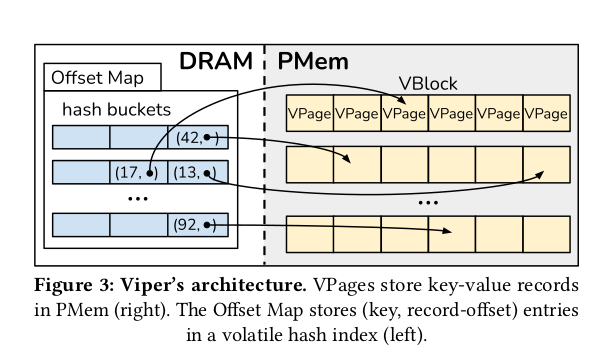 DRAM
PMem
Offset Map
VBlock
hash buckets
VPage VPage VPage VPage VPage VPage
(42, )
(17, ) (13, )
...
...
(92, )
Figure 3: Viper's architecture. VPages store key-value records
in PMem (right). The Offset Map stores (key, record-offset) entries
in a volatile hash index (left).